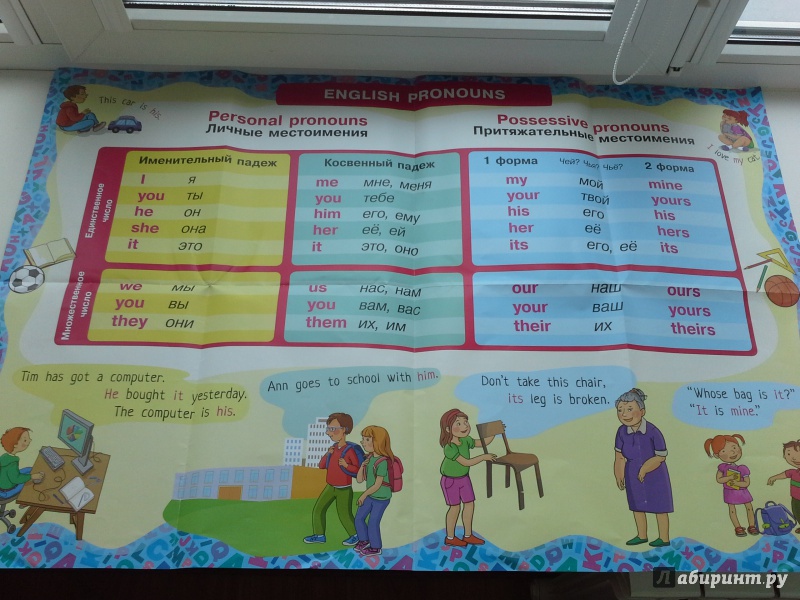 ENGLISH PRONOUNS
This car is his.
Personal pronouns
Личные местоимения
Possessive pronouns
Притяжательные местоимения
I love my cat.
Именительный падеж
Косвенный падеж
1 форма Чей? Чья? Чьё? 2 форма
Единственное
число
I я
you ты
he он
she она
it это
me мне, меня
you тебе
him его, ему
her её, ей
it это, оно
my мой mine
your твой yours
his его his
her её hers
its его, её its
Множественное
число
we мы
you вы
they они
us нас, нам
you вам, вас
them их, им
our наш ours
your ваш yours
their их theirs
Tim has got a computer.
He bought it yesterday.
The computer is his.
Ann goes to school with him.
Don't take this chair,
its leg is broken.
"Whose bag is it?"
"It is mine."
Лабиринт.ру